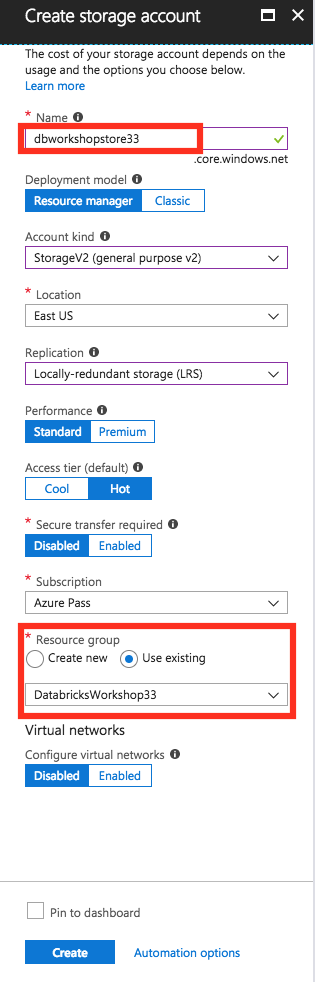 Create storage account
The cost of your storage account depends on the
usage and the options you choose below.
Learn more
* Name
dbworkshopstore33
.core.windows.net
Deployment model
Resource manager Classic
Account kind
StorageV2 (general purpose v2)
* Location
East US
Replication
Locally-redundant storage (LRS)
Performance
Standard Premium
Access tier (default)
Cool Hot
* Secure transfer required
Disabled Enabled
* Subscription
Azure Pass
* Resource group
Create new Use existing
DatabricksWorkshop33
Virtual networks
Configure virtual networks
Disabled Enabled
Pin to dashboard
Create Automation options